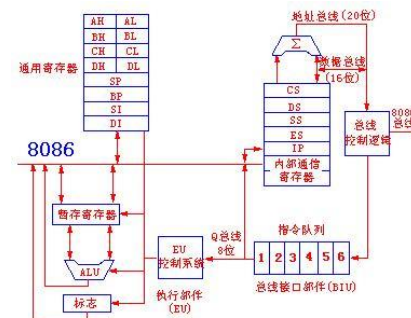 地址总线(20位)
AH AL
BH BL
CH CL
DH DL
SP
BP
SI
DI
通用寄存器
Σ
数据总线
(16位)
CS
DS
SS
ES
IP
内部通信
寄存器
总线
控制逻辑
808
总线
8086
暂存寄存器
ALU
标志
EU
控制系统
Q总线
8位
执行部件
(EU)
指令队列
1 2 3 4 5 6
总线接口部件(BIU)